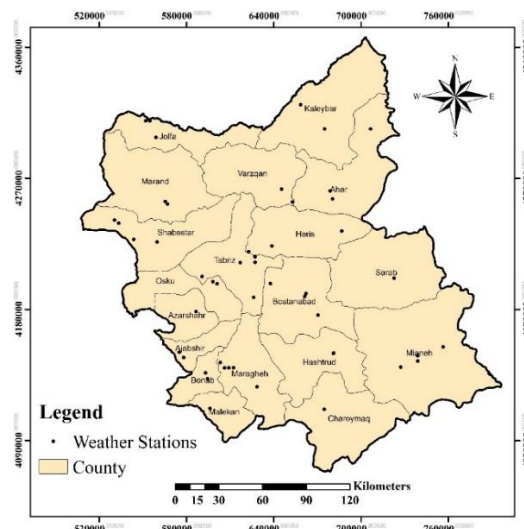 520000 580000 640000 700000 760000
4360000
N
W E
S
Kaleybar
Jolfa
Marand
Varzqan
Ahar
4270000
Shabestar
Heris
Tabriz
Osku
Sarab
Bostanabad
4180000
Azarshahr
Ajabshir
Hashtrud
Mianeh
Bonab
Maragheh
Legend
Weather Stations
County
Malekan
Charoymaq
4090000
Kilometers
0 15 30 60 90 120
520000 580000 640000 700000 760000